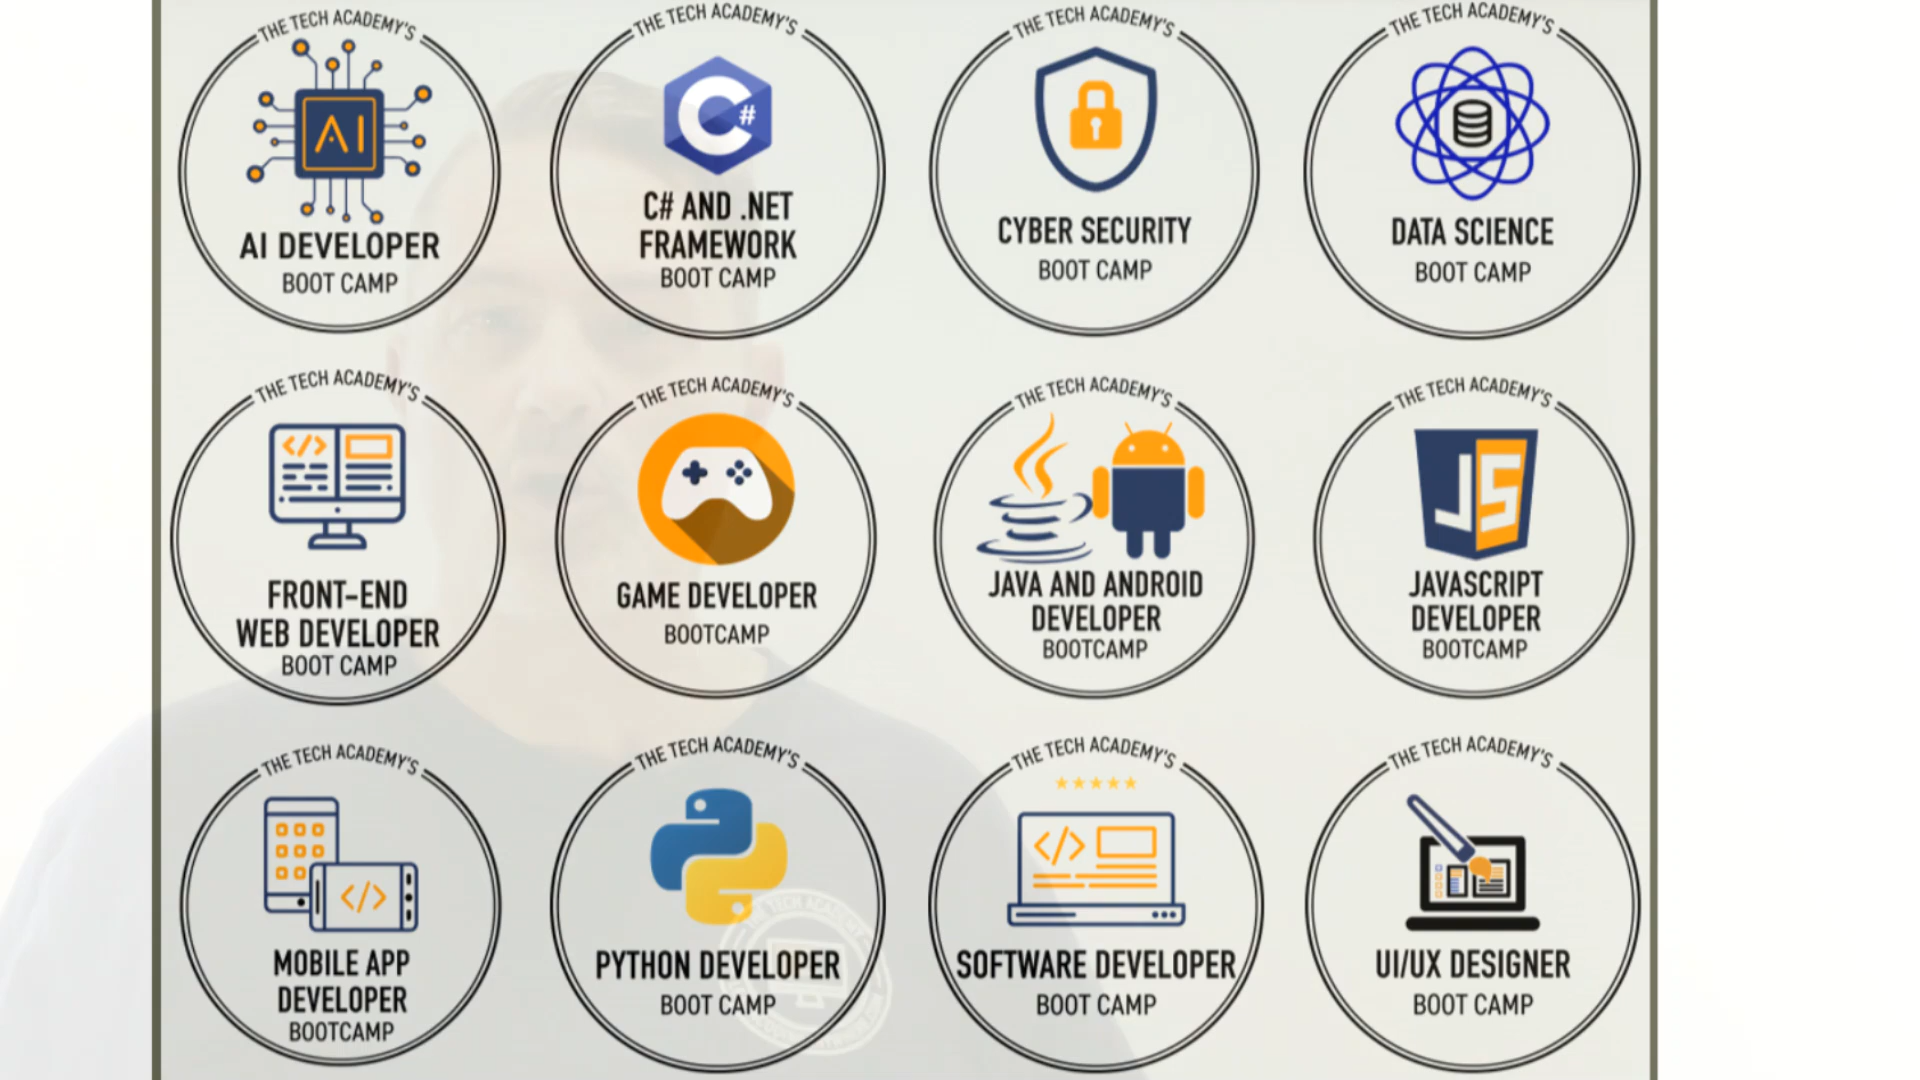 THE TECH ACADEMY'S
AI
AI DEVELOPER
BOOT CAMP
THE TECH ACADEMY'S
C#
C# AND .NET
FRAMEWORK
BOOT CAMP
THE TECH ACADEMY'S
CYBER SECURITY
BOOT CAMP
THE TECH ACADEMY'S
DATA SCIENCE
BOOT CAMP
THE TECH ACADEMY'S
</>
FRONT-END
WEB DEVELOPER
BOOT CAMP
THE TECH ACADEMY'S
GAME DEVELOPER
BOOTCAMP
THE TECH ACADEMY'S
JAVA AND ANDROID
DEVELOPER
BOOTCAMP
THE TECH ACADEMY'S
JS
JAVASCRIPT
DEVELOPER
BOOTCAMP
THE TECH ACADEMY'S
</>
MOBILE APP
DEVELOPER
BOOTCAMP
THE TECH ACADEMY'S
PYTHON DEVELOPER
BOOT CAMP
THE TECH ACADEMY
THE TECH ACADEMY'S
</>
SOFTWARE DEVELOPER
BOOT CAMP
THE TECH ACADEMY'S
UI/UX DESIGNER
BOOT CAMP